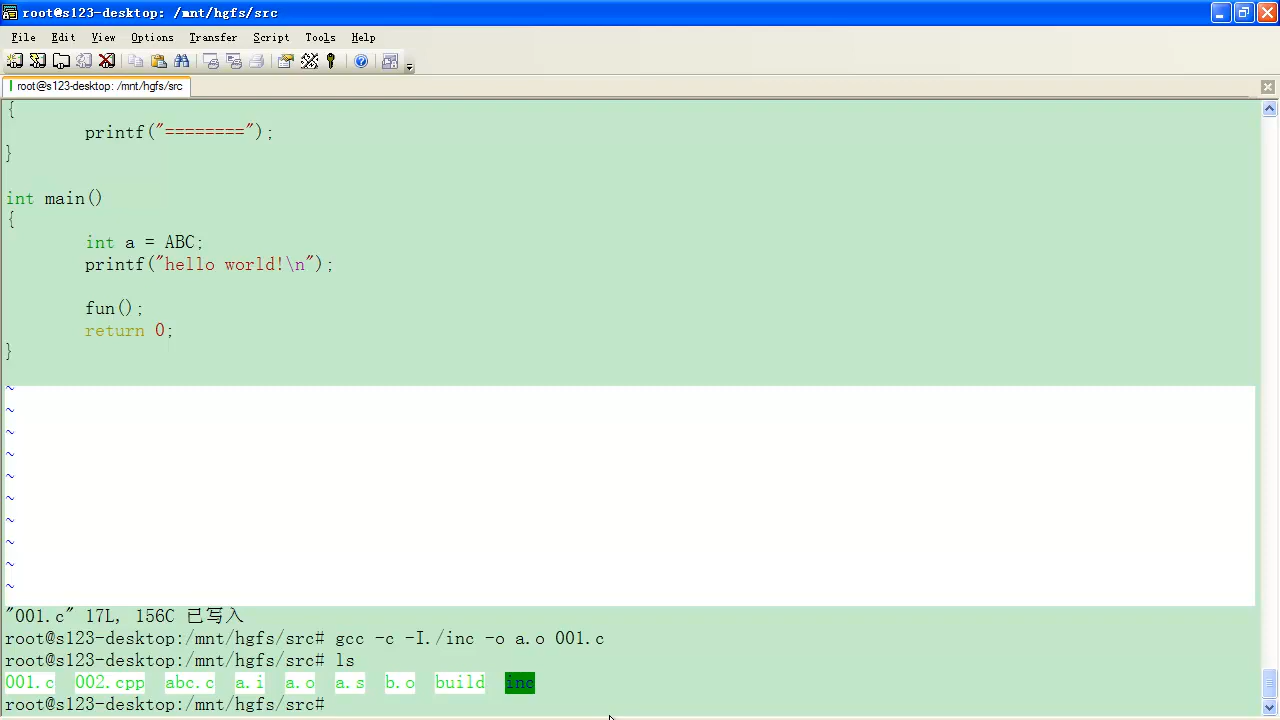 root@s123-desktop: /mnt/hgfs/src
File Edit View Options Transfer Script Tools Help
root@s123-desktop: /mnt/hgfs/src
{
printf("========");
}
int main()
{
int a = ABC;
printf("hello world!\n");
fun();
return 0;
}
~
~
~
~
~
~
~
~
~
~
"001.c" 17L, 156C 已写入
root@s123-desktop:/mnt/hgfs/src# gcc -c -I./inc -o a.o 001.c
root@s123-desktop:/mnt/hgfs/src# ls
001.c 002.cpp abc.c a.i a.o a.s b.o build inc
root@s123-desktop:/mnt/hgfs/src#